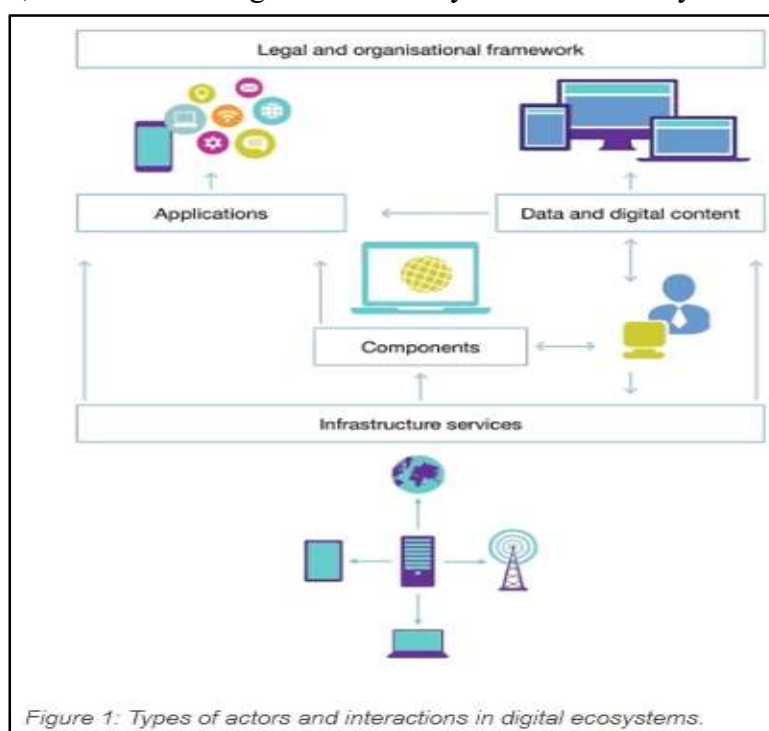 Legal and organisational framework
Applications
Data and digital content
Components
Infrastructure services
Figure 1: Types of actors and interactions in digital ecosystems.